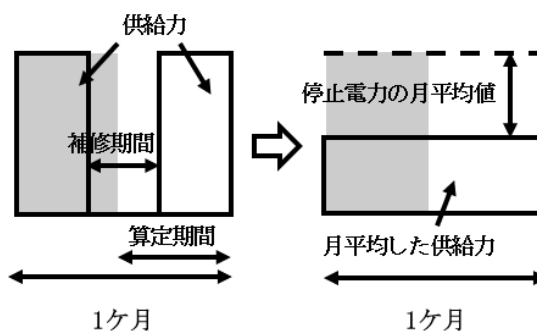 供給力
補修期間
算定期間
1ケ月
停止電力の月平均値
月平均した供給力
1ケ月